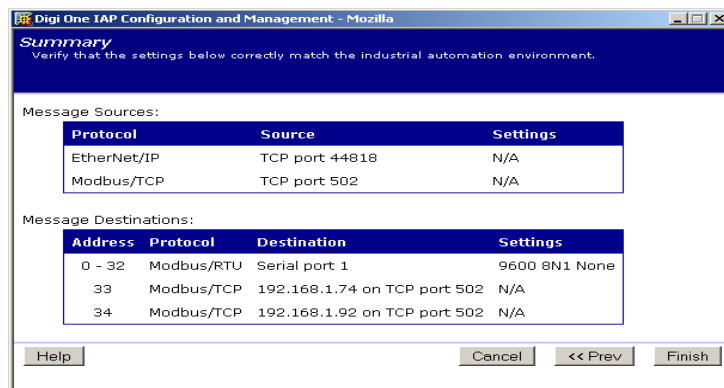 Digi One IAP Configuration and Management - Mozilla
Summary
Verify that the settings below correctly match the industrial automation environment.
Message Sources:
Protocol Source Settings
EtherNet/IP TCP port 44818 N/A
Modbus/TCP TCP port 502 N/A
Message Destinations:
Address Protocol Destination Settings
0 - 32 Modbus/RTU Serial port 1 9600 8N1 None
33 Modbus/TCP 192.168.1.74 on TCP port 502 N/A
34 Modbus/TCP 192.168.1.92 on TCP port 502 N/A
Help Cancel << Prev Finish